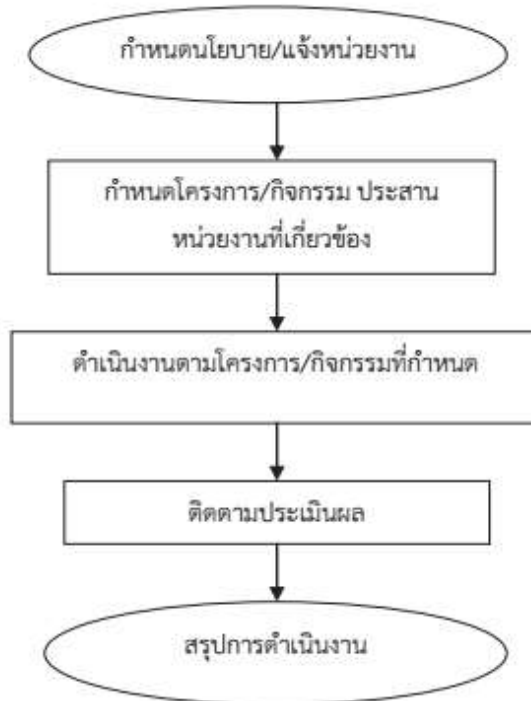 กำหนดนโยบาย/แจ้งหน่วยงาน
กำหนดโครงการ/กิจกรรม ประสาน
หน่วยงานที่เกี่ยวข้อง
ดำเนินงานตามโครงการ/กิจกรรมที่กำหนด
ติดตามประเมินผล
สรุปการดำเนินงาน